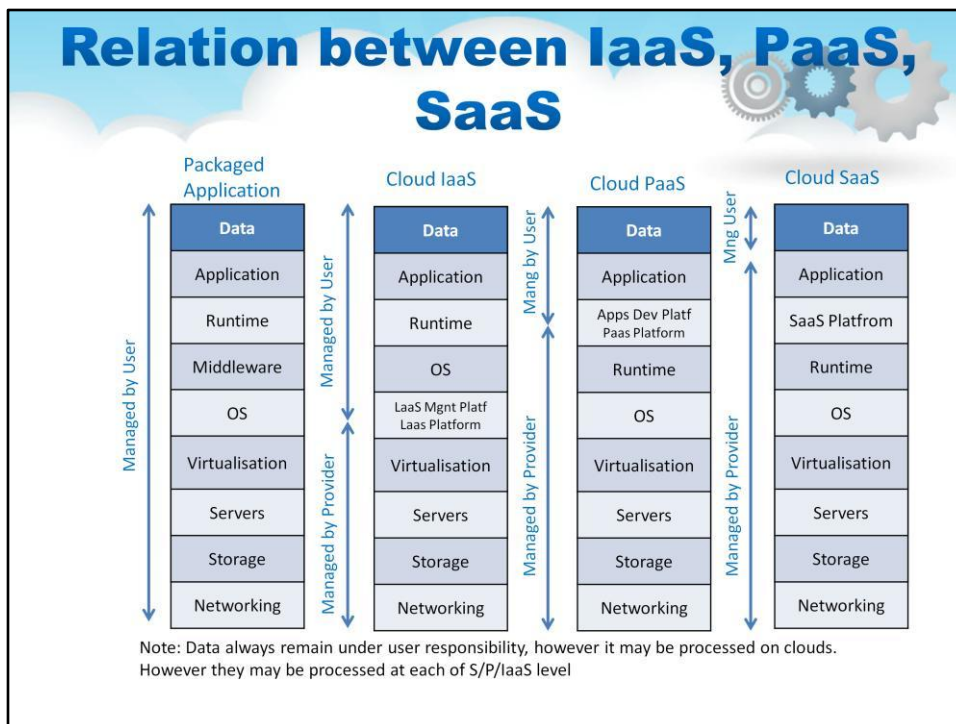 Relation between IaaS, PaaS,
SaaS
Packaged
Application
Managed by User
Data
Application
Runtime
Middleware
OS
Virtualisation
Servers
Storage
Networking
Cloud IaaS
Managed by User
Managed by Provider
Data
Application
Runtime
OS
LaaS Mgnt Platf
Laas Platform
Virtualisation
Servers
Storage
Networking
Cloud PaaS
Mang by User
Managed by Provider
Data
Application
Apps Dev Platf
Paas Platform
Runtime
OS
Virtualisation
Servers
Storage
Networking
Cloud SaaS
Mng User
Managed by Provider
Data
Application
SaaS Platfrom
Runtime
OS
Virtualisation
Servers
Storage
Networking
Note: Data always remain under user responsibility, however it may be processed on clouds.
However they may be processed at each of S/P/IaaS level